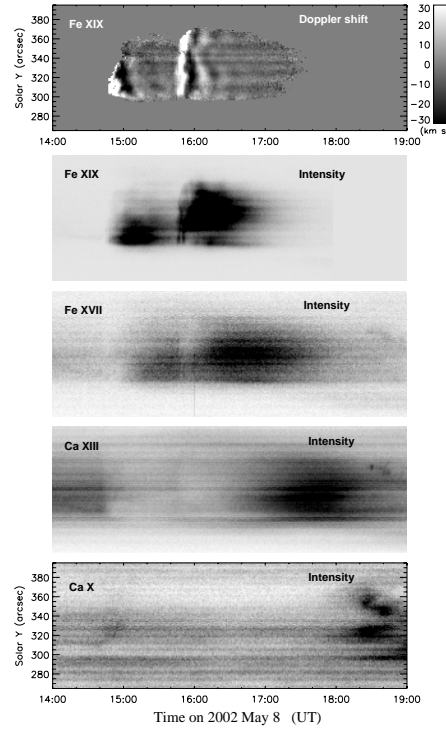 Fe XIX Doppler shift
Solar Y (arcsec)
380
360
340
320
300
280
30
20
10
0
−10
−20
−30
(km s
14:00 15:00 16:00 17:00 18:00 19:00
Fe XIX Intensity
Fe XVII Intensity
Ca XIII Intensity
Ca X Intensity
Solar Y (arcsec)
380
360
340
320
300
280
14:00 15:00 16:00 17:00 18:00 19:00
Time on 2002 May 8 (UT)